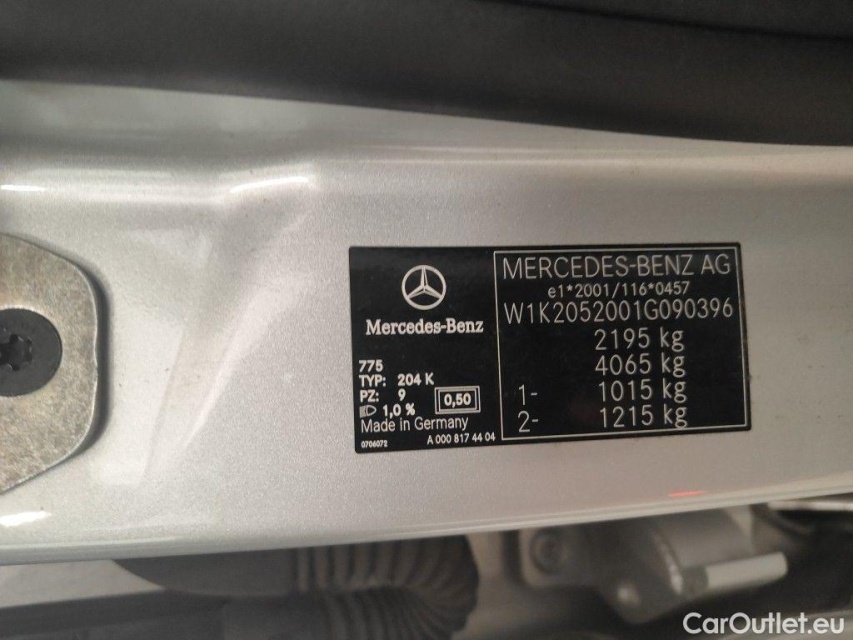 Mercedes-Benz
775
TYP: 204 K
PZ: 9
1,0 %
0,50
Made in Germany
0706072
A 000 817 44 04
MERCEDES-BENZ AG
e1*2001/116*0457
W1K2052001G090396
2195 kg
4065 kg
1- 1015 kg
2- 1215 kg
CarOutlet.eu